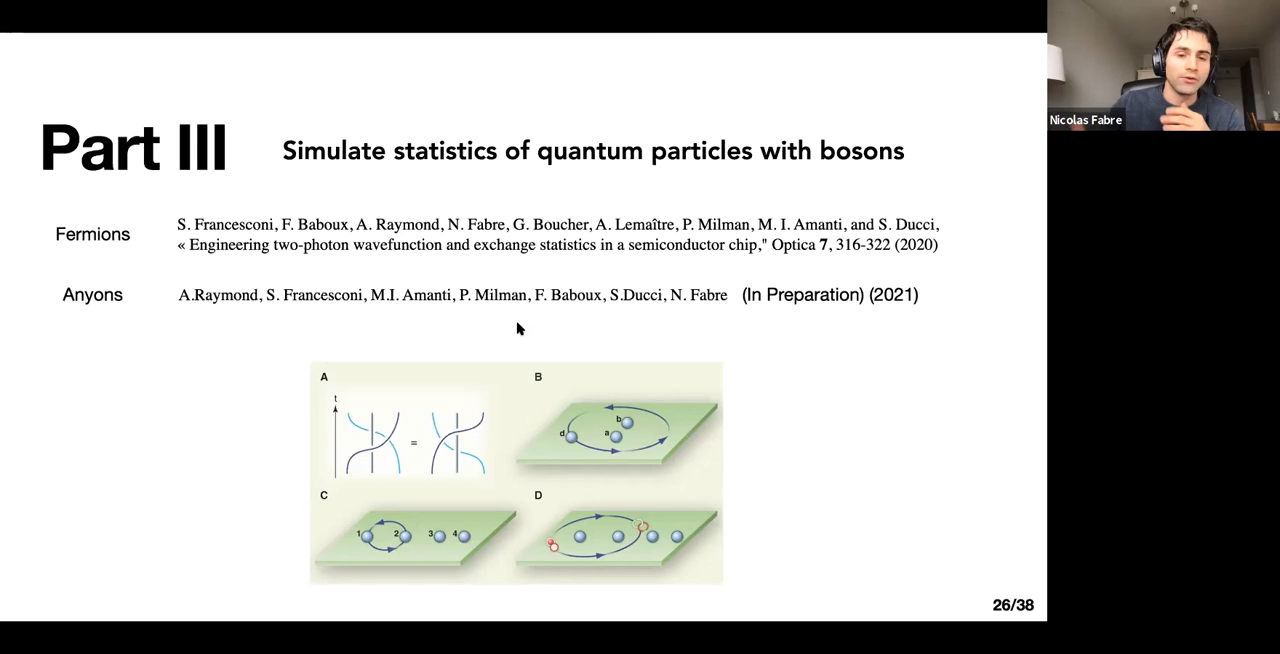 Part III
Simulate statistics of quantum particles with bosons
Fermions
S. Francesconi, F. Baboux, A. Raymond, N. Fabre, G. Boucher, A. Lemaître, P. Milman, M. I. Amanti, and S. Ducci,
« Engineering two-photon wavefunction and exchange statistics in a semiconductor chip," Optica 7, 316-322 (2020)
Anyons
A.Raymond, S. Francesconi, M.I. Amanti, P. Milman, F. Baboux, S.Ducci, N. Fabre (In Preparation) (2021)
A
t
=
B
d
a
b
C
1
2
3
4
D
26/38
Nicolas Fabre